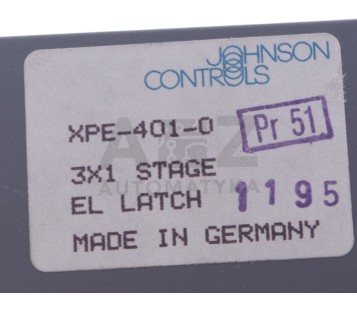 JOHNSON
CONTROLS
XPE-401-0
Pr 51
3X1 STAGE
AUTOMATYKA
EL LATCH 1195
MADE IN GERMANY